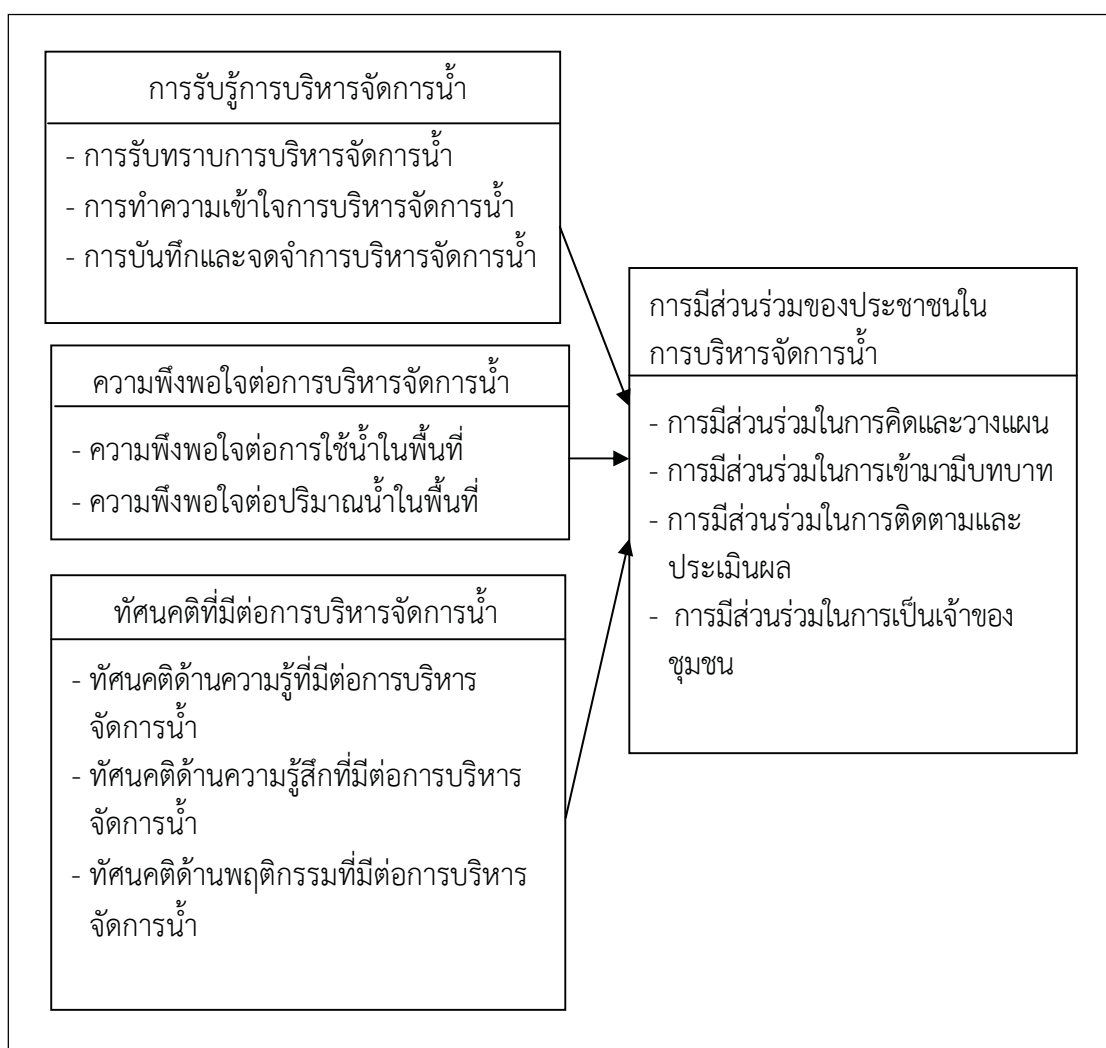 การรับรู้การบริหารจัดการน้ำ
- การรับทราบการบริหารจัดการน้ำ
- การทำความเข้าใจการบริหารจัดการน้ำ
- การบันทึกและจดจำการบริหารจัดการน้ำ
ความพึงพอใจต่อการบริหารจัดการน้ำ
- ความพึงพอใจต่อการใช้น้ำในพื้นที่
- ความพึงพอใจต่อปริมาณน้ำในพื้นที่
ทัศนคติที่มีต่อการบริหารจัดการน้ำ
- ทัศนคติด้านความรู้ที่มีต่อการบริหาร
จัดการน้ำ
- ทัศนคติด้านความรู้สึกที่มีต่อการบริหาร
จัดการน้ำ
- ทัศนคติด้านพฤติกรรมที่มีต่อการบริหาร
จัดการน้ำ
การมีส่วนร่วมของประชาชนใน
การบริหารจัดการน้ำ
- การมีส่วนร่วมในการคิดและวางแผน
- การมีส่วนร่วมในการเข้ามามีบทบาท
- การมีส่วนร่วมในการติดตามและ
ประเมินผล
- การมีส่วนร่วมในการเป็นเจ้าของ
ชุมชน